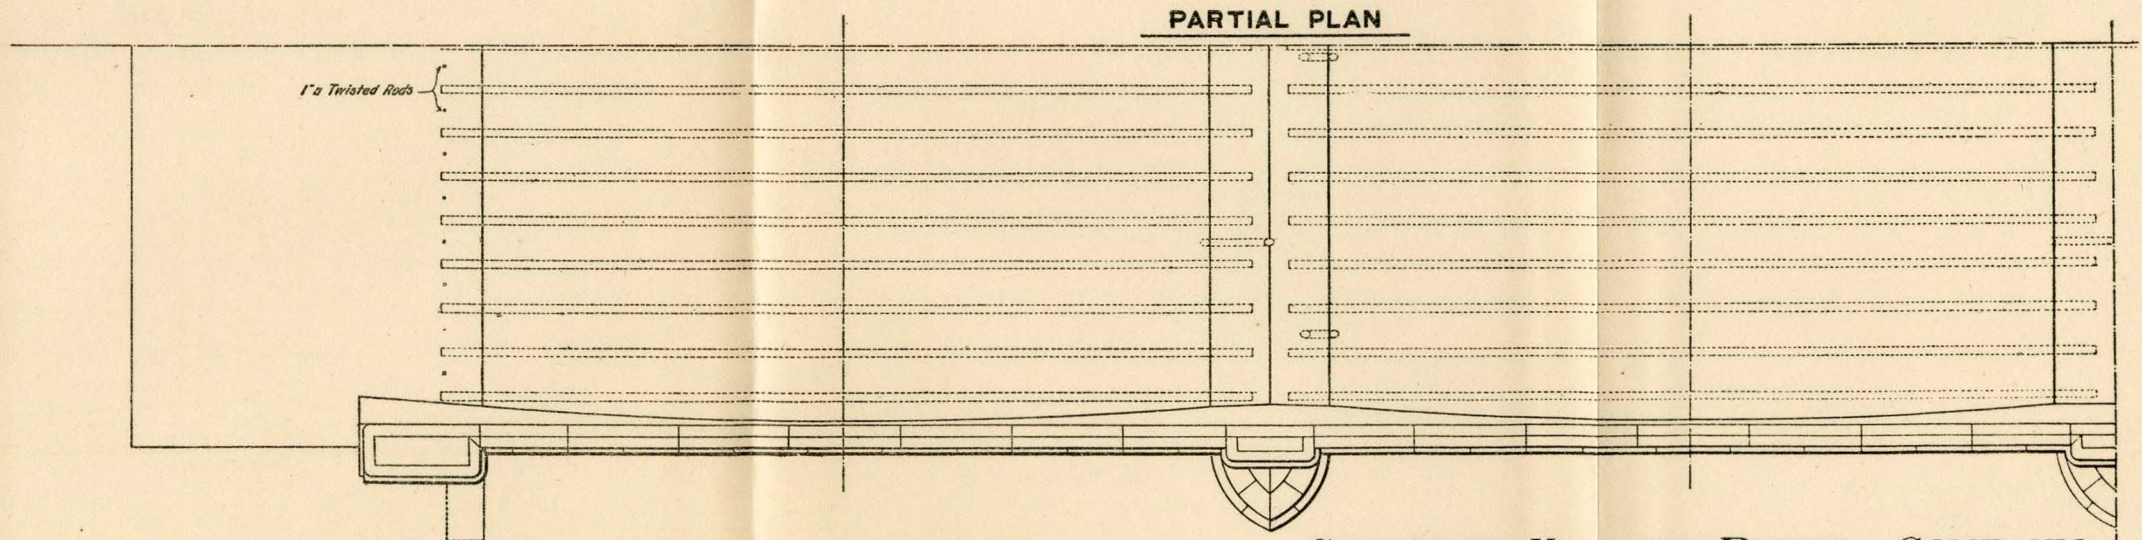 PARTIAL PLAN
1"□ Twisted Rods